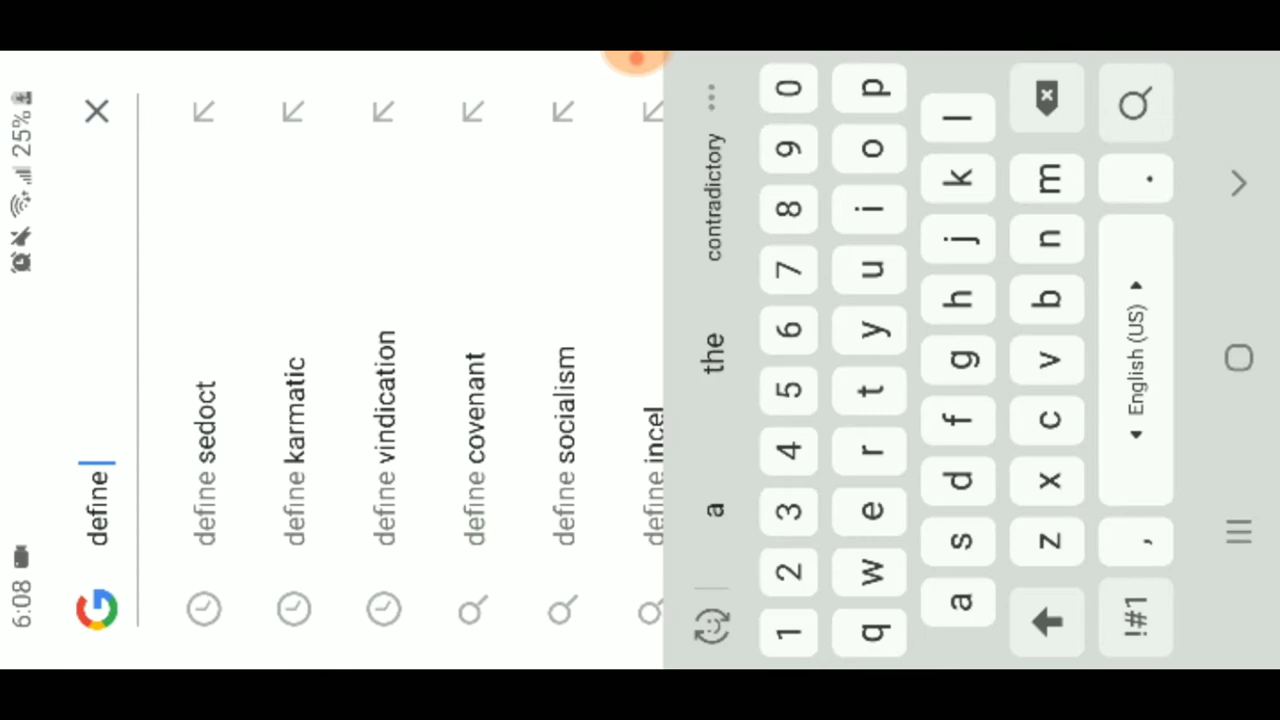 6:08 25%
define
define sedoct
define karmatic
define vindication
define covenant
define socialism
define incel
a the contradictory
1 2 3 4 5 6 7 8 9 0
q w e r t y u i o p
a s d f g h j k l
z x c v b n m
!#1 , English (US) .